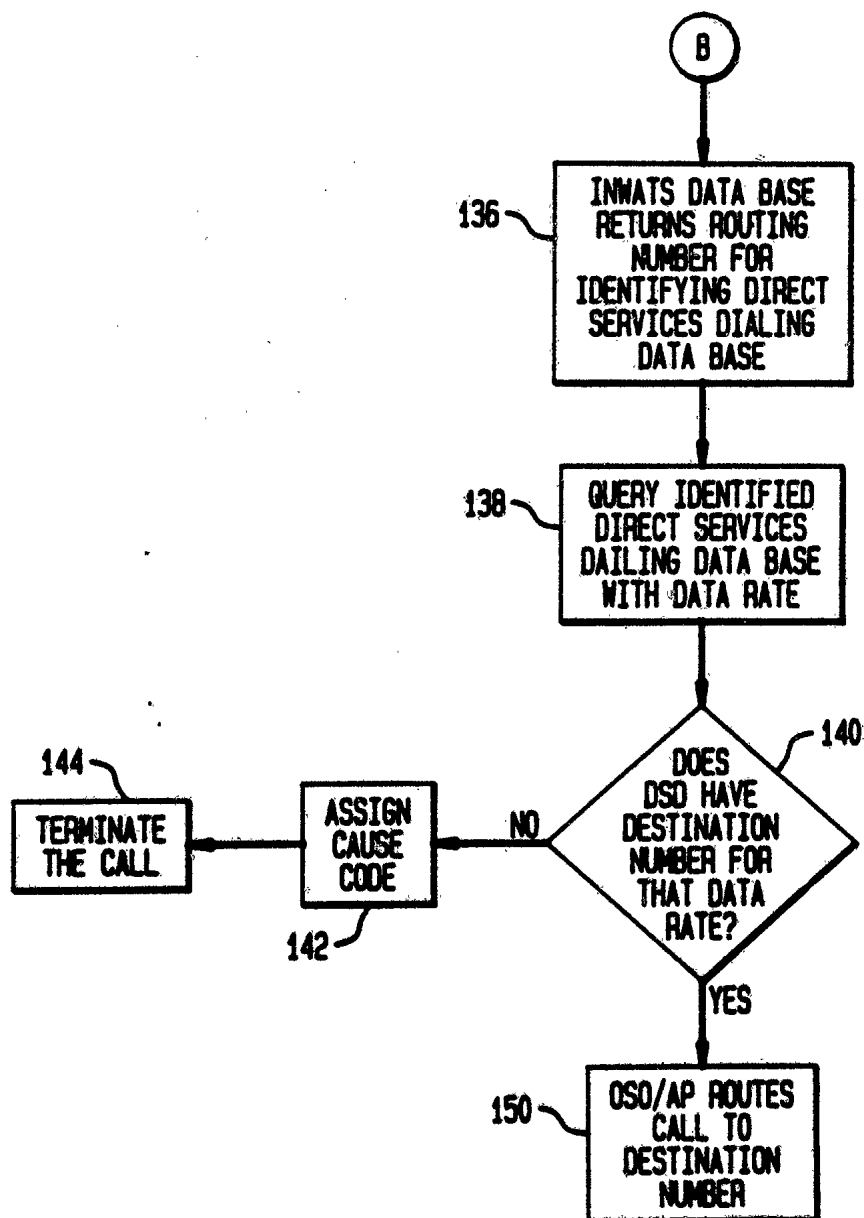 B
136
INWATS DATA BASE
RETURNS ROUTING
NUMBER FOR
IDENTIFYING DIRECT
SERVICES DIALING
DATA BASE
138
QUERY IDENTIFIED
DIRECT SERVICES
DAILING DATA BASE
WITH DATA RATE
140
DOES
DSD HAVE
DESTINATION
NUMBER FOR
THAT DATA
RATE?
NO
ASSIGN
CAUSE
CODE
142
144
TERMINATE
THE CALL
YES
150
OSO/AP ROUTES
CALL TO
DESTINATION
NUMBER